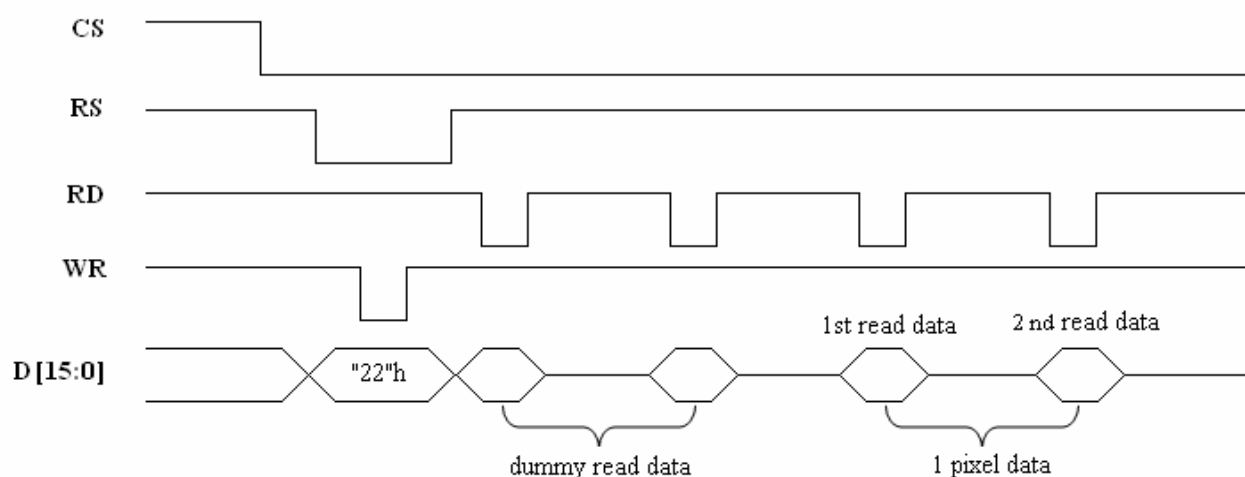 CS
RS
RD
WR
1st read data
2 nd read data
D[15:0]
"22"h
dummy read data
1 pixel data